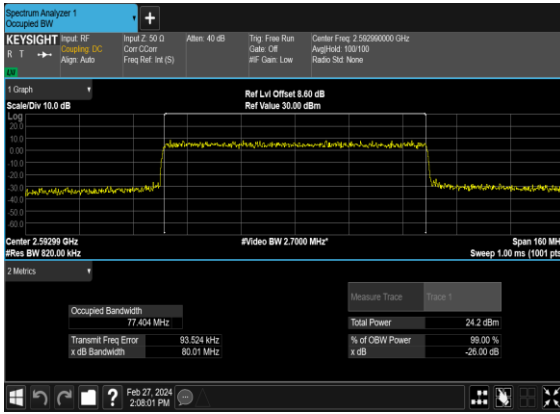 Spectrum Analyzer 1
Occupied BW
KEYSIGHT
R T
LW
Input: RF
Coupling: DC
Align: Auto
Input Z: 50 Ω
Corr CCorr
Freq Ref: Int (S)
Atten: 40 dB
Trig: Free Run
Gate: Off
#IF Gain: Low
Center Freq: 2.592990000 GHz
Avg|Hold: 100/100
Radio Std: None
1 Graph
Scale/Div 10.0 dB
Ref Lvl Offset 8.60 dB
Ref Value 30.00 dBm
Log
20.0
10.0
0.00
-10.0
-20.0
-30.0
-40.0
-50.0
-60.0
Center 2.59299 GHz
#Res BW 820.00 kHz
#Video BW 2.7000 MHz*
Span 160 MH
Sweep 1.00 ms (1001 pts
2 Metrics
Measure Trace Trace 1
Occupied Bandwidth
77.404 MHz
Total Power 24.2 dBm
Transmit Freq Error 93.524 kHz
% of OBW Power 99.00 %
x dB Bandwidth 80.01 MHz
x dB -26.00 dB
?
Feb 27, 2024
2:08:01 PM